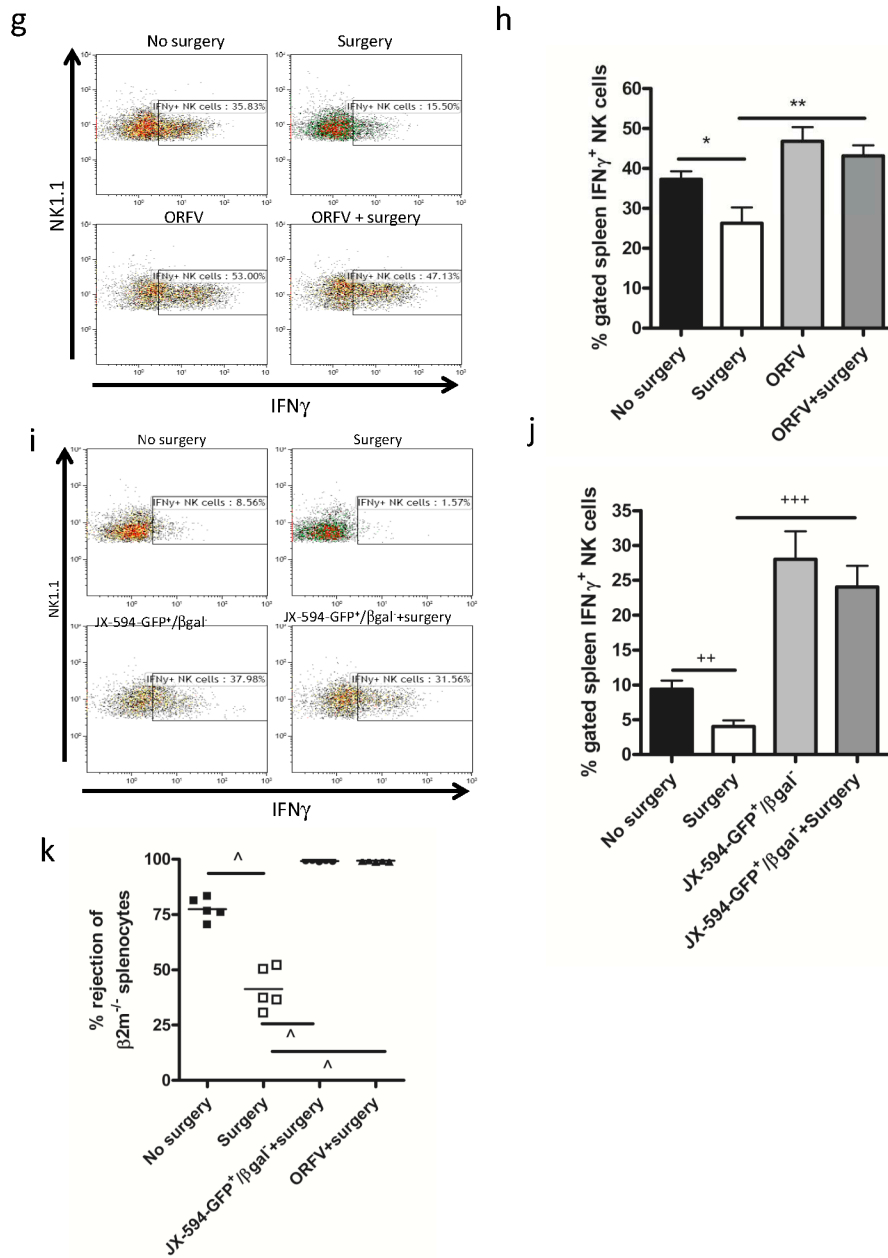 g
No surgery
Surgery
IFNγ+ NK cells : 35.83%
IFNγ+ NK cells : 15.50%
ORFV
ORFV + surgery
IFNγ+ NK cells : 53.00%
IFNγ+ NK cells : 47.13%
NK1.1
IFNγ
h
% gated spleen IFNγ+ NK cells
60
50
40
30
20
10
0
*
**
No surgery
Surgery
ORFV
ORFV+surgery
i
No surgery
Surgery
IFNγ+ NK cells : 8.56%
IFNγ+ NK cells : 1.57%
JX-594-GFP+/βgal-
JX-594-GFP+/βgal-+surgery
IFNγ+ NK cells : 37.98%
IFNγ+ NK cells : 31.56%
NK1.1
IFNγ
j
% gated spleen IFNγ+ NK cells
35
30
25
20
15
10
5
0
++
+++
No surgery
Surgery
JX-594-GFP+/βgal-
JX-594-GFP+/βgal-+Surgery
k
% rejection of
β2m-/- splenocytes
100
75
50
25
0
^
^
^
No surgery
Surgery
JX-594-GFP+/βgal-+surgery
ORFV+surgery